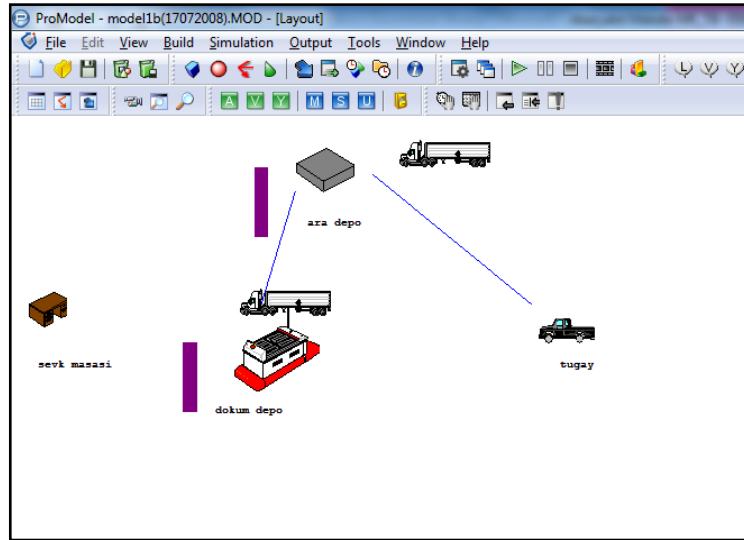 ProModel - model1b(17072008).MOD - [Layout]
File Edit View Build Simulation Output Tools Window Help
A V Y M S U L V Y
ara depo
sevk masasi
tugay
dokum depo